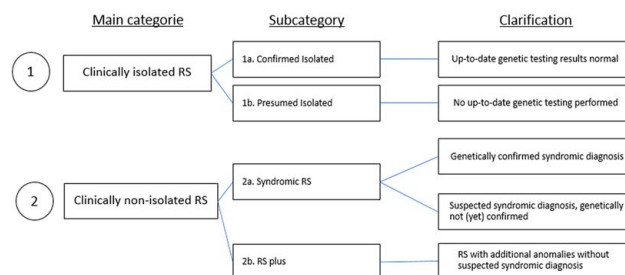 Main categorie
Subcategory
Clarification
1
Clinically isolated RS
1a. Confirmed Isolated
Up-to-date genetic testing results normal
1b. Presumed Isolated
No up-to-date genetic testing performed
2
Clinically non-isolated RS
2a. Syndromic RS
Genetically confirmed syndromic diagnosis
Suspected syndromic diagnosis, genetically
not (yet) confirmed
2b. RS plus
RS with additional anomalies without
suspected syndromic diagnosis